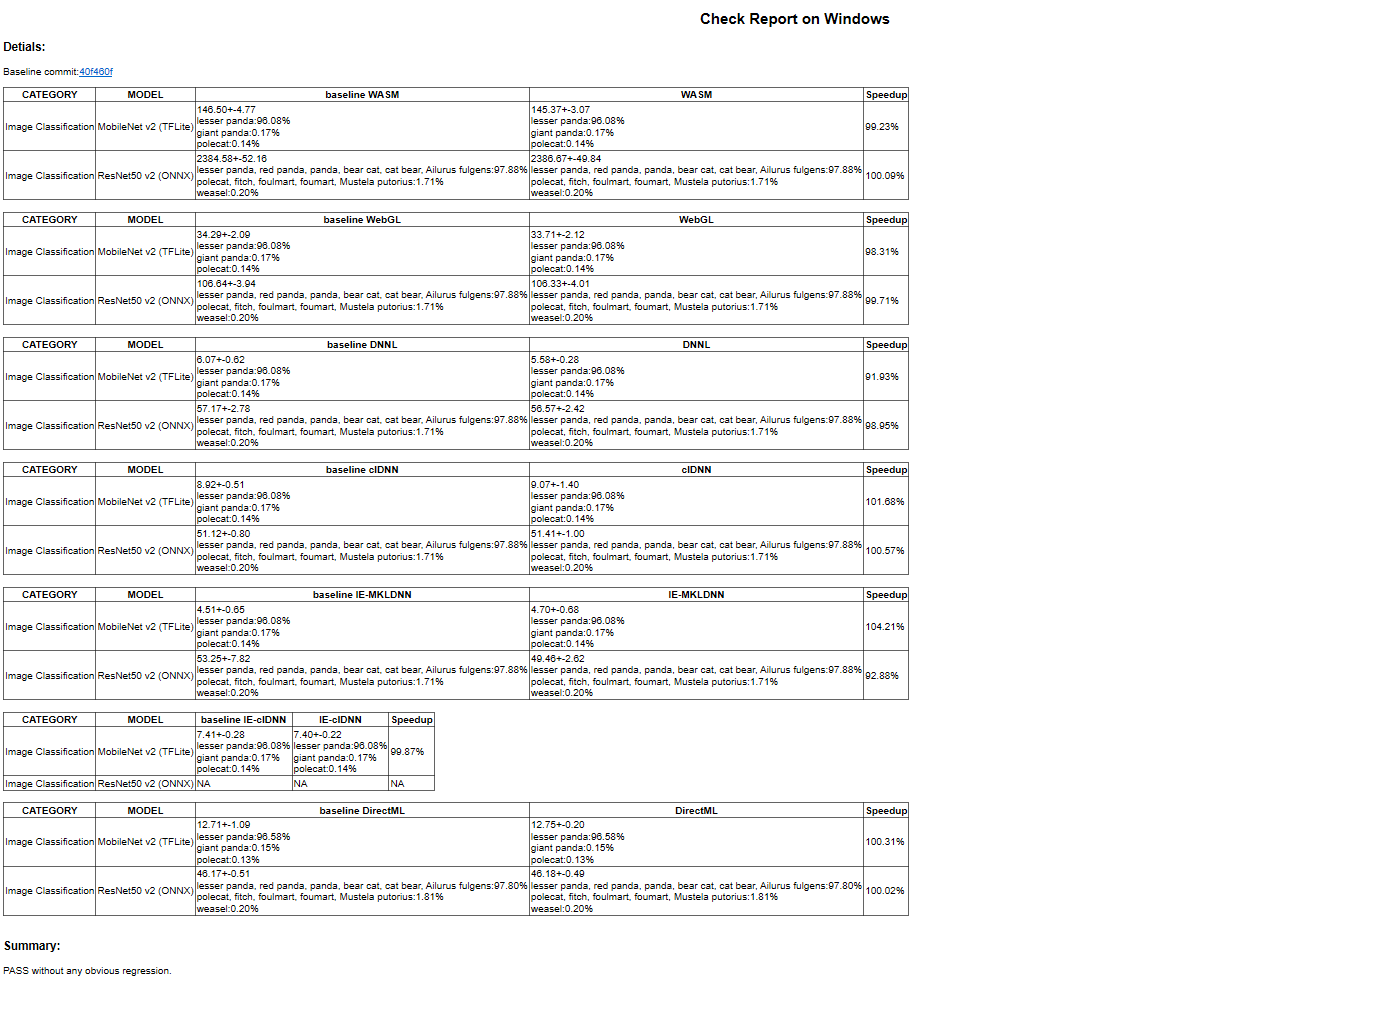 Check Report on Windows
Detials:
Baseline commit:40f460f
CATEGORY MODEL baseline WASM WASM Speedup
Image Classification MobileNet v2 (TFLite) 146.50+-4.77 145.37+-3.07 99.23%
lesser panda:96.08% lesser panda:96.08%
giant panda:0.17% giant panda:0.17%
polecat:0.14% polecat:0.14%
Image Classification ResNet50 v2 (ONNX) 2384.58+-52.16 2386.67+-49.84 100.09%
lesser panda, red panda, panda, bear cat, cat bear, Ailurus fulgens:97.88% lesser panda, red panda, panda, bear cat, cat bear, Ailurus fulgens:97.88%
polecat, fitch, foulmart, foumart, Mustela putorius:1.71% polecat, fitch, foulmart, foumart, Mustela putorius:1.71%
weasel:0.20% weasel:0.20%
CATEGORY MODEL baseline WebGL WebGL Speedup
Image Classification MobileNet v2 (TFLite) 34.29+-2.09 33.71+-2.12 98.31%
lesser panda:96.08% lesser panda:96.08%
giant panda:0.17% giant panda:0.17%
polecat:0.14% polecat:0.14%
Image Classification ResNet50 v2 (ONNX) 106.64+-3.94 106.33+-4.01 99.71%
lesser panda, red panda, panda, bear cat, cat bear, Ailurus fulgens:97.88% lesser panda, red panda, panda, bear cat, cat bear, Ailurus fulgens:97.88%
polecat, fitch, foulmart, foumart, Mustela putorius:1.71% polecat, fitch, foulmart, foumart, Mustela putorius:1.71%
weasel:0.20% weasel:0.20%
CATEGORY MODEL baseline DNNL DNNL Speedup
Image Classification MobileNet v2 (TFLite) 6.07+-0.62 5.58+-0.28 91.93%
lesser panda:96.08% lesser panda:96.08%
giant panda:0.17% giant panda:0.17%
polecat:0.14% polecat:0.14%
Image Classification ResNet50 v2 (ONNX) 57.17+-2.78 56.57+-2.42 98.95%
lesser panda, red panda, panda, bear cat, cat bear, Ailurus fulgens:97.88% lesser panda, red panda, panda, bear cat, cat bear, Ailurus fulgens:97.88%
polecat, fitch, foulmart, foumart, Mustela putorius:1.71% polecat, fitch, foulmart, foumart, Mustela putorius:1.71%
weasel:0.20% weasel:0.20%
CATEGORY MODEL baseline clDNN clDNN Speedup
Image Classification MobileNet v2 (TFLite) 8.92+-0.51 9.07+-1.40 101.68%
lesser panda:96.08% lesser panda:96.08%
giant panda:0.17% giant panda:0.17%
polecat:0.14% polecat:0.14%
Image Classification ResNet50 v2 (ONNX) 51.12+-0.80 51.41+-1.00 100.57%
lesser panda, red panda, panda, bear cat, cat bear, Ailurus fulgens:97.88% lesser panda, red panda, panda, bear cat, cat bear, Ailurus fulgens:97.88%
polecat, fitch, foulmart, foumart, Mustela putorius:1.71% polecat, fitch, foulmart, foumart, Mustela putorius:1.71%
weasel:0.20% weasel:0.20%
CATEGORY MODEL baseline IE-MKLDNN IE-MKLDNN Speedup
Image Classification MobileNet v2 (TFLite) 4.51+-0.65 4.70+-0.68 104.21%
lesser panda:96.08% lesser panda:96.08%
giant panda:0.17% giant panda:0.17%
polecat:0.14% polecat:0.14%
Image Classification ResNet50 v2 (ONNX) 53.25+-7.82 49.46+-2.62 92.88%
lesser panda, red panda, panda, bear cat, cat bear, Ailurus fulgens:97.88% lesser panda, red panda, panda, bear cat, cat bear, Ailurus fulgens:97.88%
polecat, fitch, foulmart, foumart, Mustela putorius:1.71% polecat, fitch, foulmart, foumart, Mustela putorius:1.71%
weasel:0.20% weasel:0.20%
CATEGORY MODEL baseline IE-clDNN IE-clDNN Speedup
Image Classification MobileNet v2 (TFLite) 7.41+-0.28 7.40+-0.22 99.87%
lesser panda:96.08% lesser panda:96.08%
giant panda:0.17% giant panda:0.17%
polecat:0.14% polecat:0.14%
Image Classification ResNet50 v2 (ONNX) NA NA NA
CATEGORY MODEL baseline DirectML DirectML Speedup
Image Classification MobileNet v2 (TFLite) 12.71+-1.09 12.75+-0.20 100.31%
lesser panda:96.58% lesser panda:96.58%
giant panda:0.15% giant panda:0.15%
polecat:0.13% polecat:0.13%
Image Classification ResNet50 v2 (ONNX) 46.17+-0.51 46.18+-0.49 100.02%
lesser panda, red panda, panda, bear cat, cat bear, Ailurus fulgens:97.80% lesser panda, red panda, panda, bear cat, cat bear, Ailurus fulgens:97.80%
polecat, fitch, foulmart, foumart, Mustela putorius:1.81% polecat, fitch, foulmart, foumart, Mustela putorius:1.81%
weasel:0.20% weasel:0.20%
Summary:
PASS without any obvious regression.